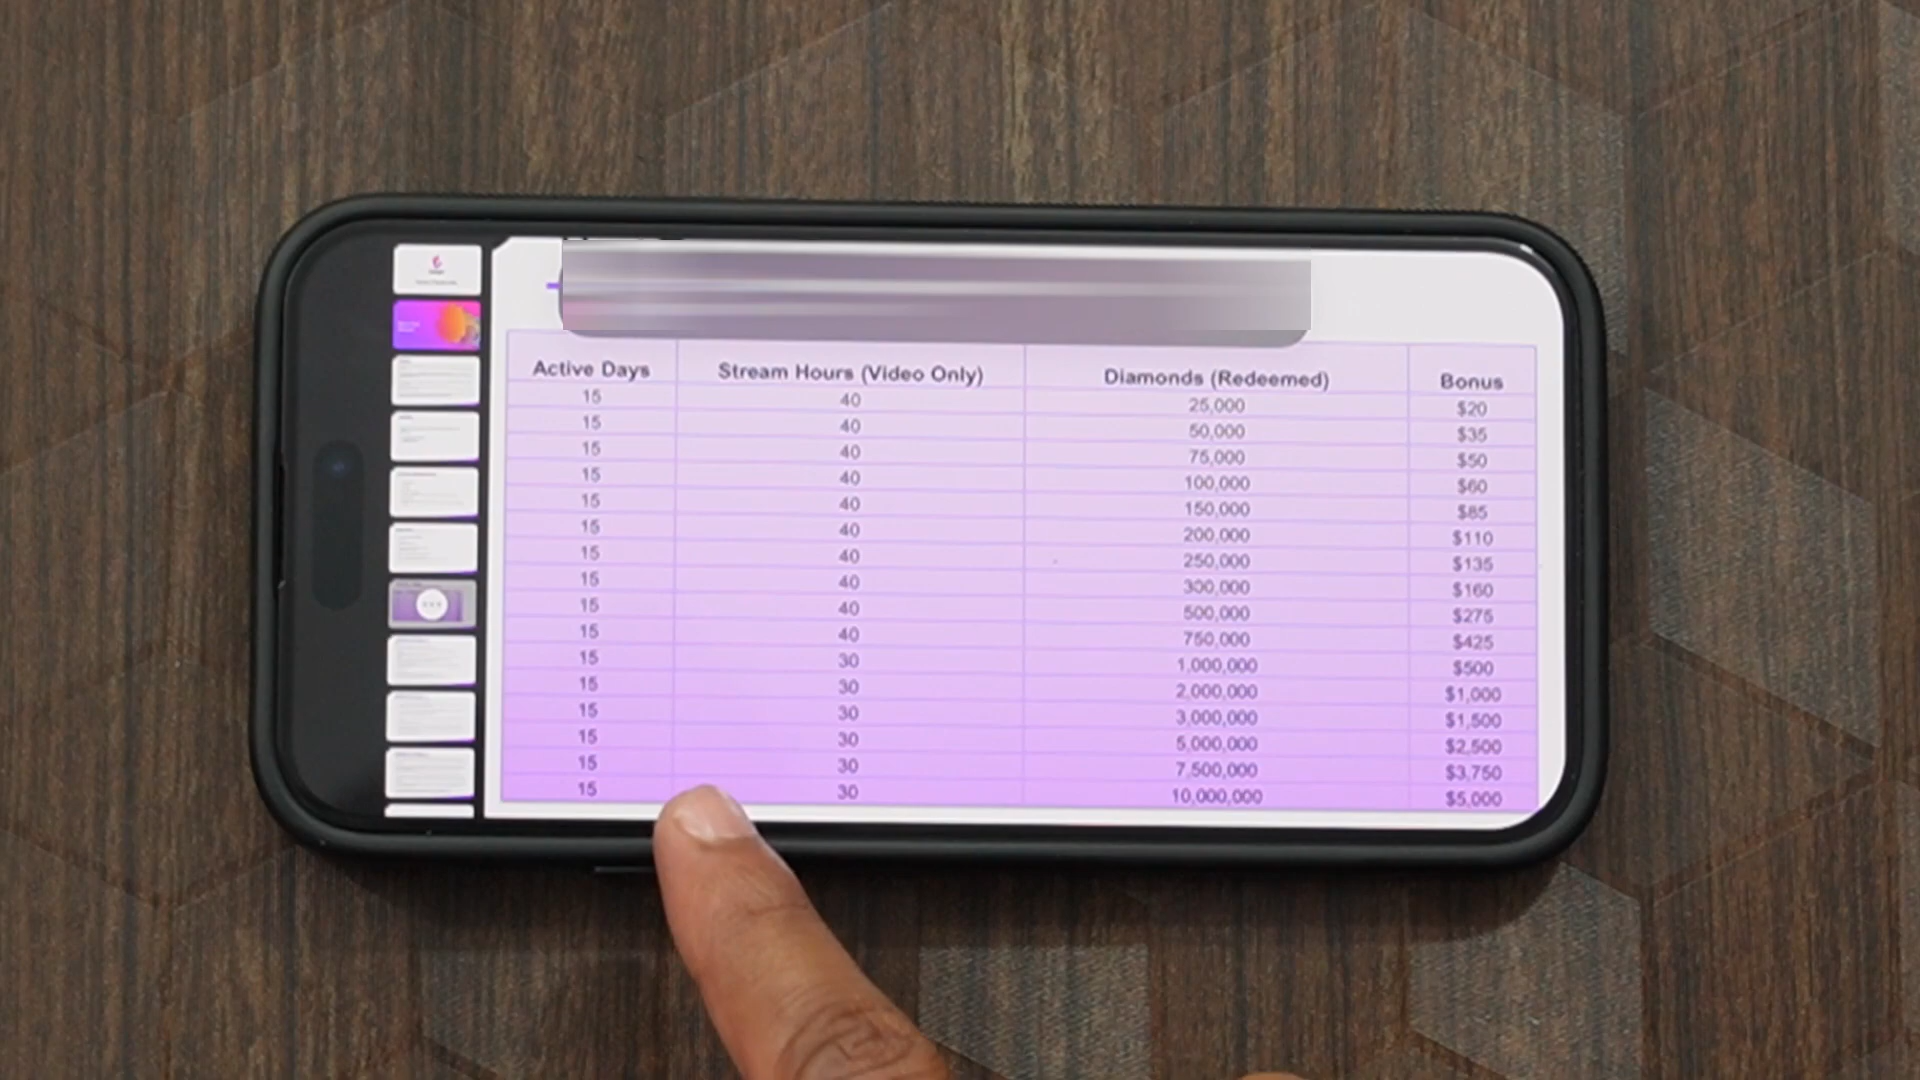 Active Days Stream Hours (Video Only) Diamonds (Redeemed) Bonus
15 40 25,000 $20
15 40 50,000 $35
15 40 75,000 $50
15 40 100,000 $60
15 40 150,000 $85
15 40 200,000 $110
15 40 250,000 $135
15 40 300,000 $160
15 40 500,000 $275
15 40 750,000 $425
15 30 1,000,000 $500
15 30 2,000,000 $1,000
15 30 3,000,000 $1,500
15 30 5,000,000 $2,500
15 30 7,500,000 $3,750
15 30 10,000,000 $5,000